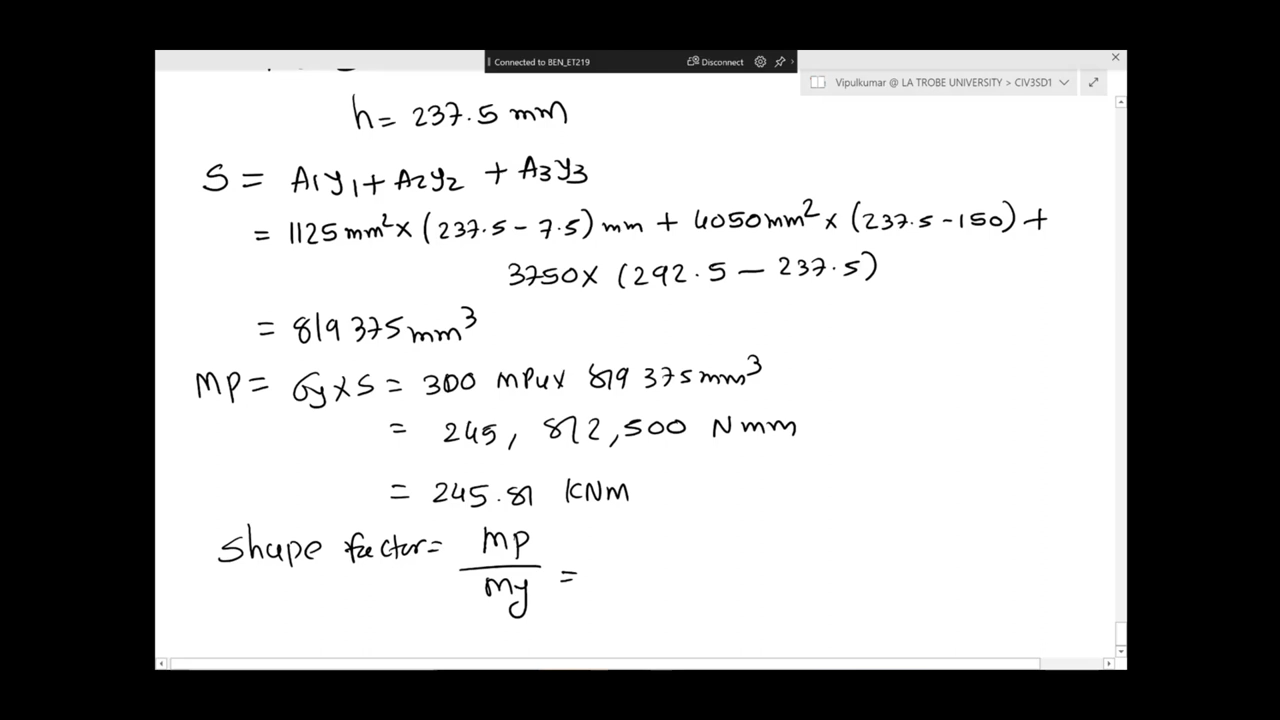 Connected to BEN_ET219
Disconnect
Vipulkumar @ LA TROBE UNIVERSITY > CIV3SD1
h = 237.5 mm
S = A1y1 + A2y2 + A3y3
= 1125 mm² × (237.5 - 7.5) mm + 4050 mm² × (237.5 - 150) +
3750 × (292.5 - 237.5)
= 819 375 mm³
Mp = σy × S = 300 MPa × 819 375 mm³
= 245, 812, 500 N mm
= 245.81 KNm
Shape factor = Mp
My =